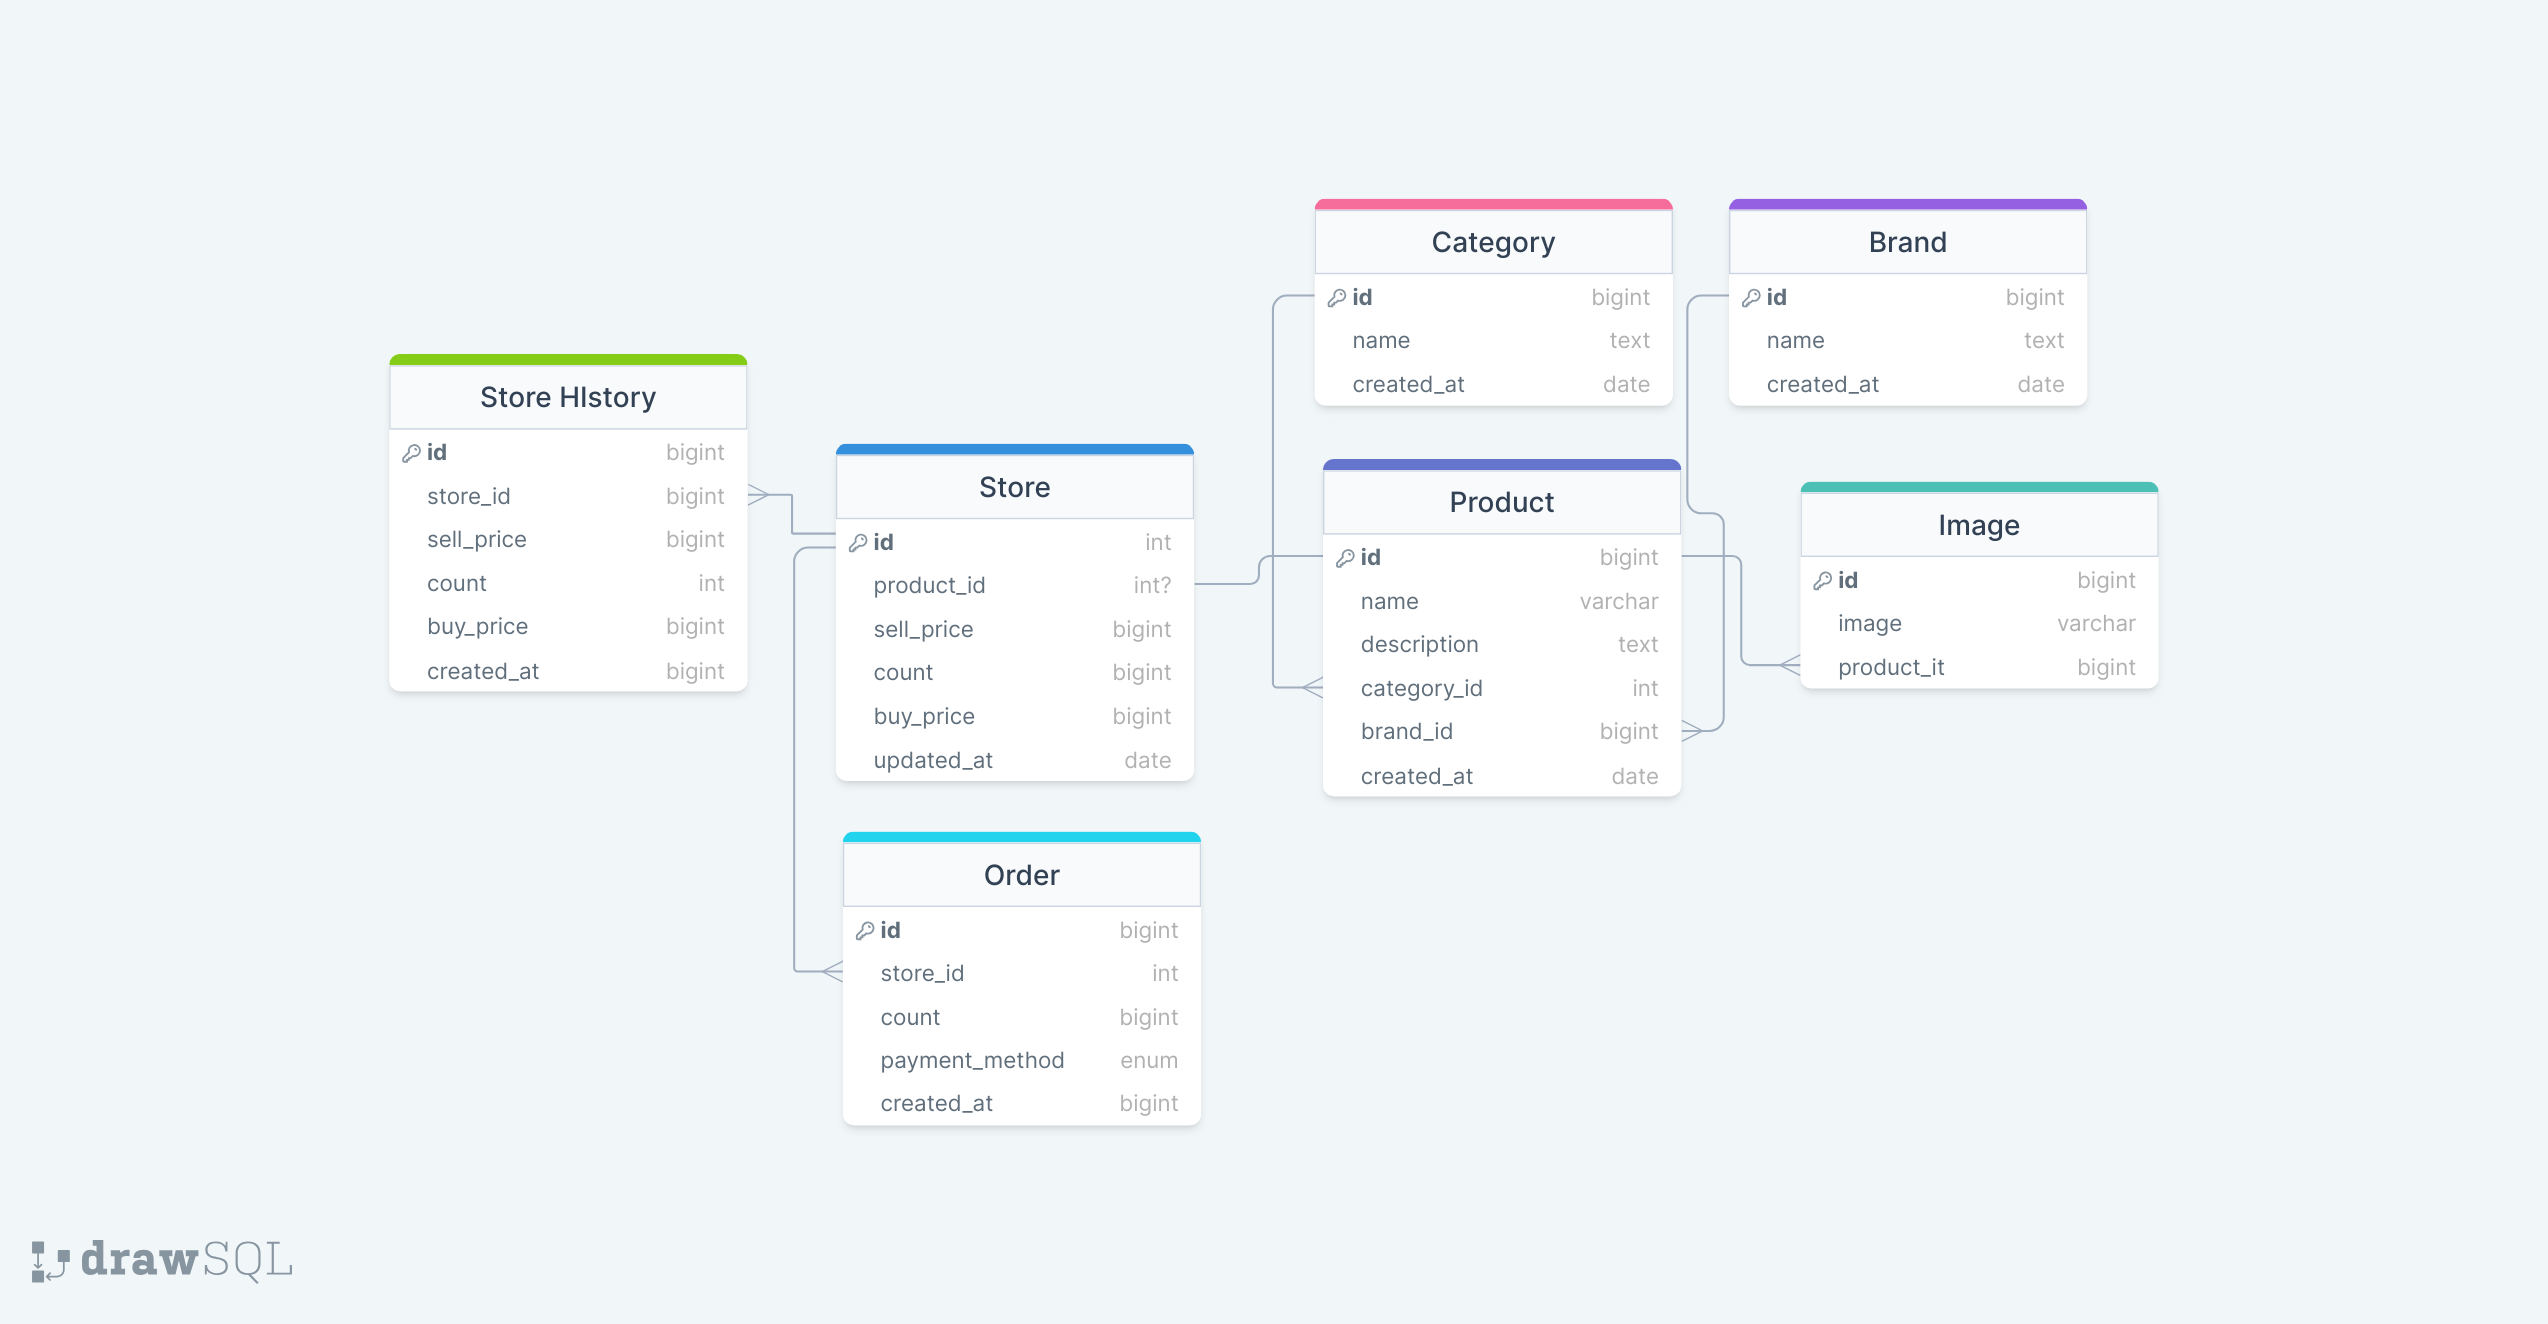 Category
id bigint
name text
created_at date
Brand
id bigint
name text
created_at date
Store HIstory
id bigint
store_id bigint
sell_price bigint
count int
buy_price bigint
created_at bigint
Store
id int
product_id int?
sell_price bigint
count bigint
buy_price bigint
updated_at date
Product
id bigint
name varchar
description text
category_id int
brand_id bigint
created_at date
Image
id bigint
image varchar
product_it bigint
Order
id bigint
store_id int
count bigint
payment_method enum
created_at bigint
drawSQL